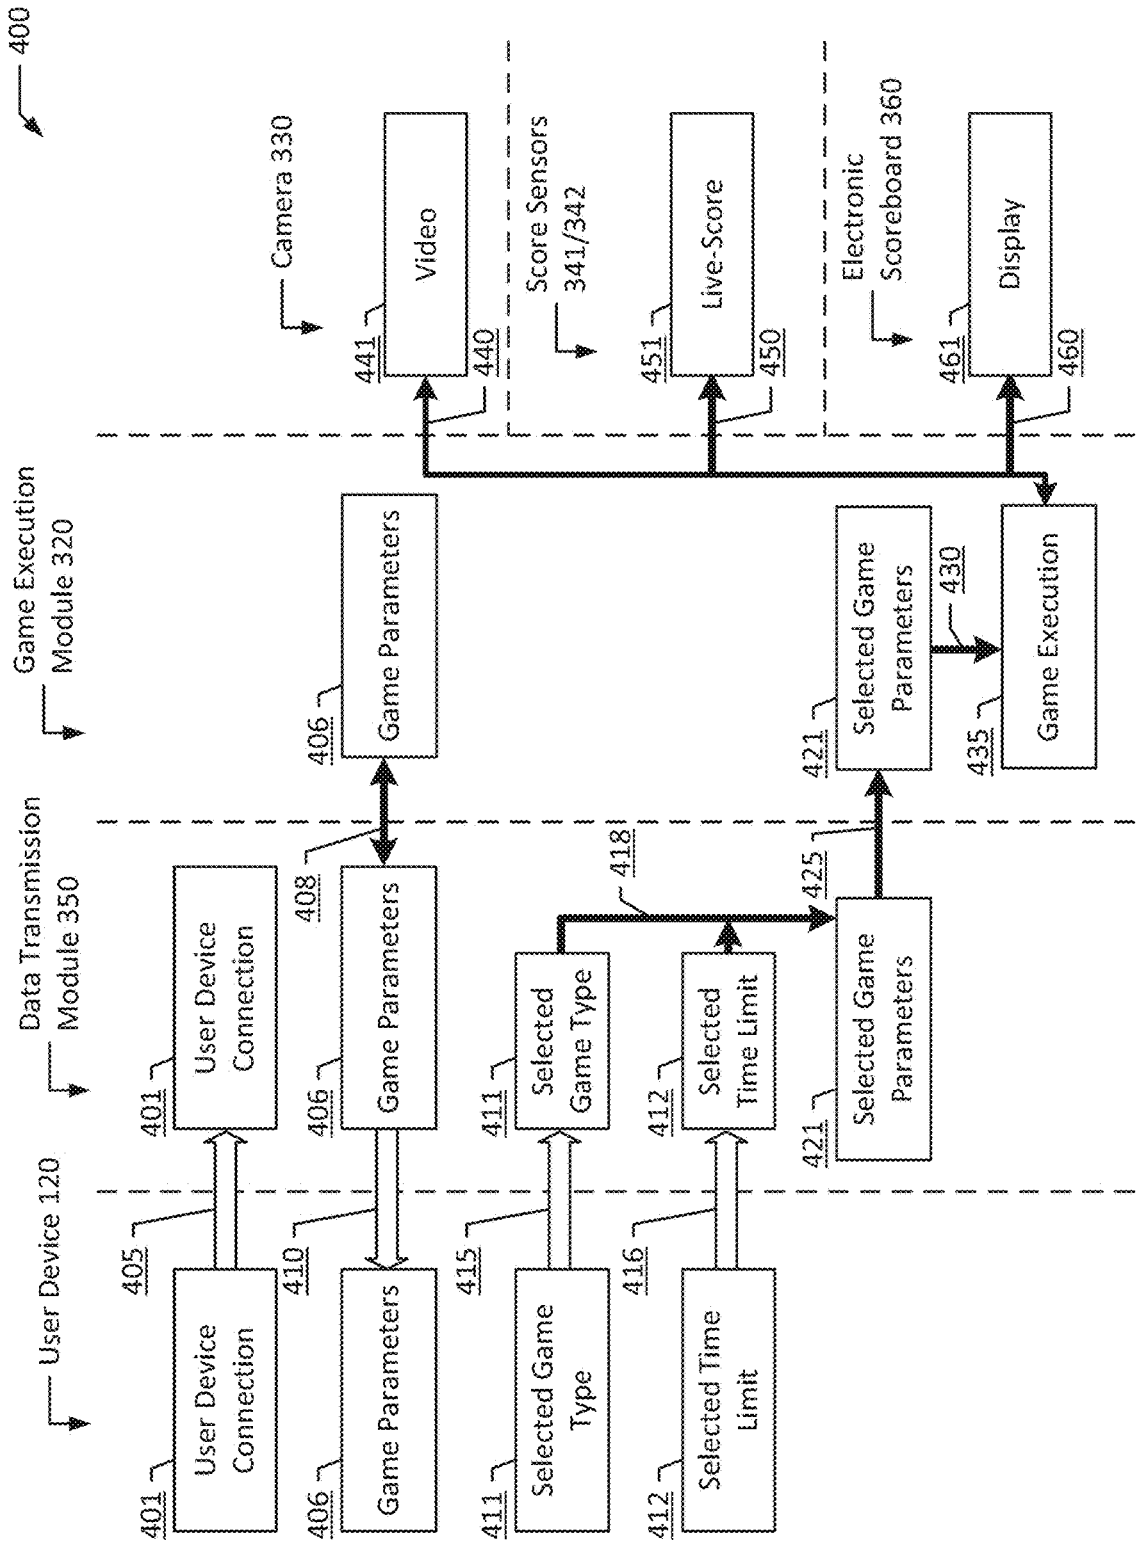 400
User Device 120
Data Transmission
Module 350
Game Execution
Module 320
Camera 330
Score Sensors
341/342
Electronic
Scoreboard 360
401
User Device
Connection
405
401
User Device
Connection
406
Game Parameters
410
406
Game Parameters
408
406
Game Parameters
411
Selected Game
Type
415
411
Selected
Game Type
412
Selected Time
Limit
416
412
Selected
Time Limit
418
421
Selected Game
Parameters
425
421
Selected Game
Parameters
430
435
Game Execution
441
Video
440
451
Live-Score
450
461
Display
460